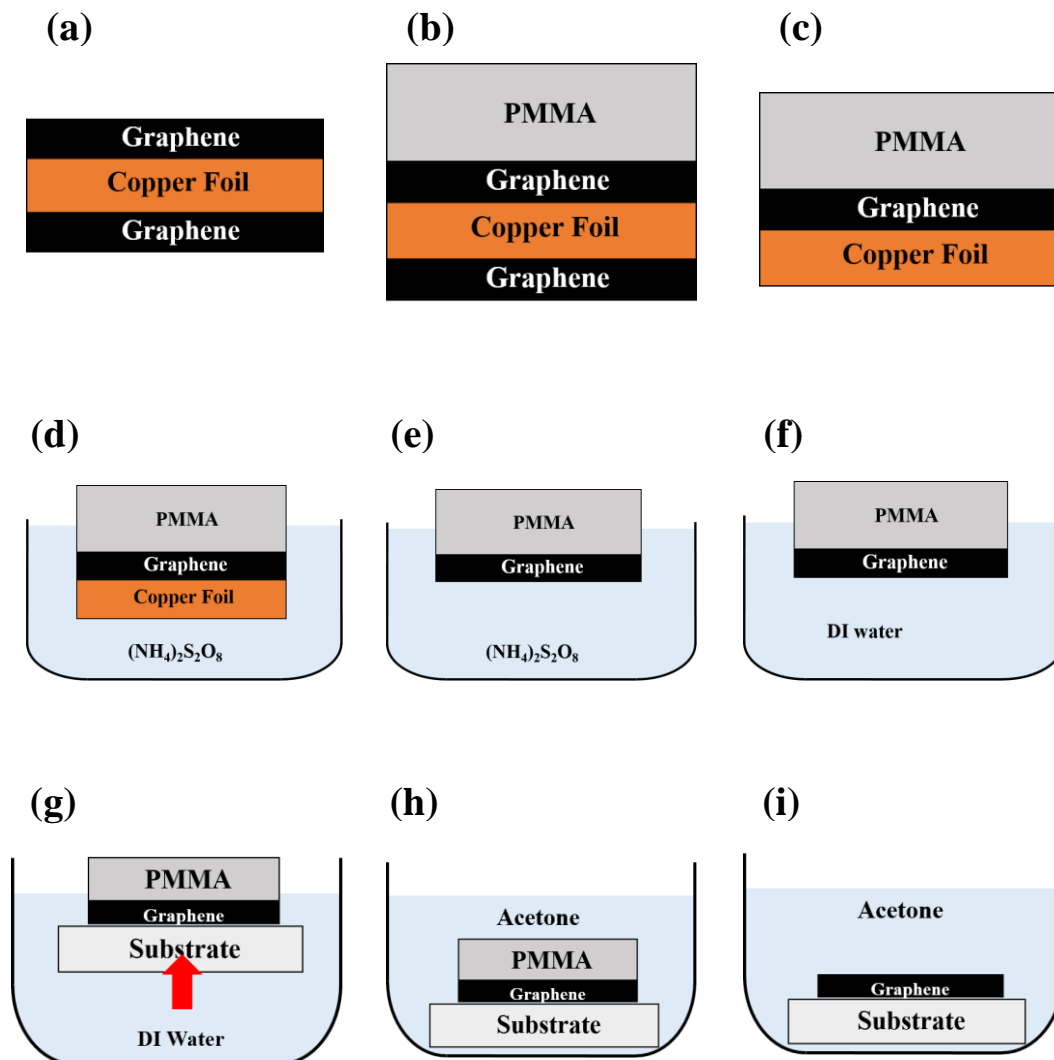 (a)
Graphene
Copper Foil
Graphene
(b)
PMMA
Graphene
Copper Foil
Graphene
(c)
PMMA
Graphene
Copper Foil
(d)
PMMA
Graphene
Copper Foil
(NH₄)₂S₂O₈
(e)
PMMA
Graphene
(NH₄)₂S₂O₈
(f)
PMMA
Graphene
DI water
(g)
PMMA
Graphene
Substrate
DI Water
(h)
Acetone
PMMA
Graphene
Substrate
(i)
Acetone
Graphene
Substrate